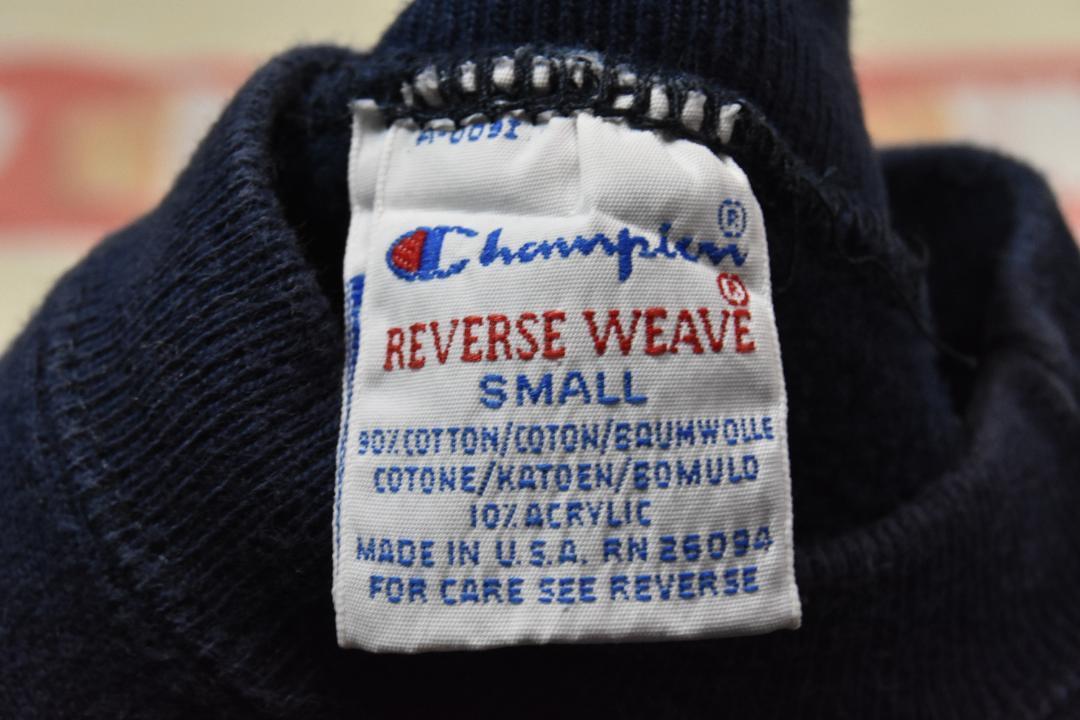 A-0091
Champion®
REVERSE WEAVE®
SMALL
90% COTTON/COTON/BAUMWOLLE
COTONE/KATOEN/BOMULD
10% ACRYLIC
MADE IN U.S.A. RN 26094
FOR CARE SEE REVERSE